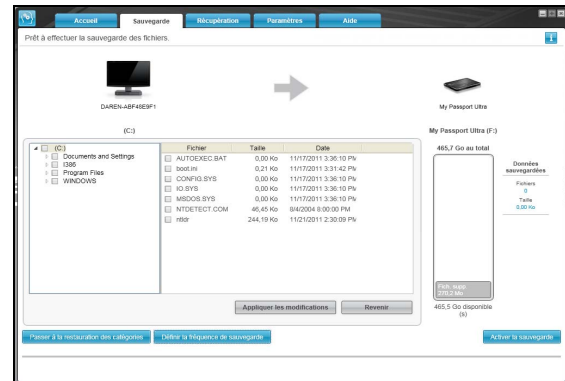 Accueil Sauvegarde Récupération Paramètres Aide
Prêt à effectuer la sauvegarde des fichiers.
DAREN-ABF48E9F1
My Passport Ultra
(C:)
My Passport Ultra (F:)
(C:)
Documents and Settings
I386
Program Files
WINDOWS
Fichier Taille Date
AUTOEXEC.BAT 0,00 Ko 11/17/2011 3:36:10 PM
boot.ini 0,21 Ko 11/17/2011 3:31:42 PM
CONFIG.SYS 0,00 Ko 11/17/2011 3:36:10 PM
IO.SYS 0,00 Ko 11/17/2011 3:36:10 PM
MSDOS.SYS 0,00 Ko 11/17/2011 3:36:10 PM
NTDETECT.COM 46,45 Ko 8/4/2004 8:00:00 PM
ntldr 244,19 Ko 11/21/2011 2:30:09 PM
465,7 Go au total
Données
sauvegardées
Fichiers
0
Taille
0,00 Ko
Fich. supp.
270,2 Mo
465,5 Go disponible
(s)
Appliquer les modifications Revenir
Passer à la restauration des catégories Définir la fréquence de sauvegarde Activer la sauvegarde